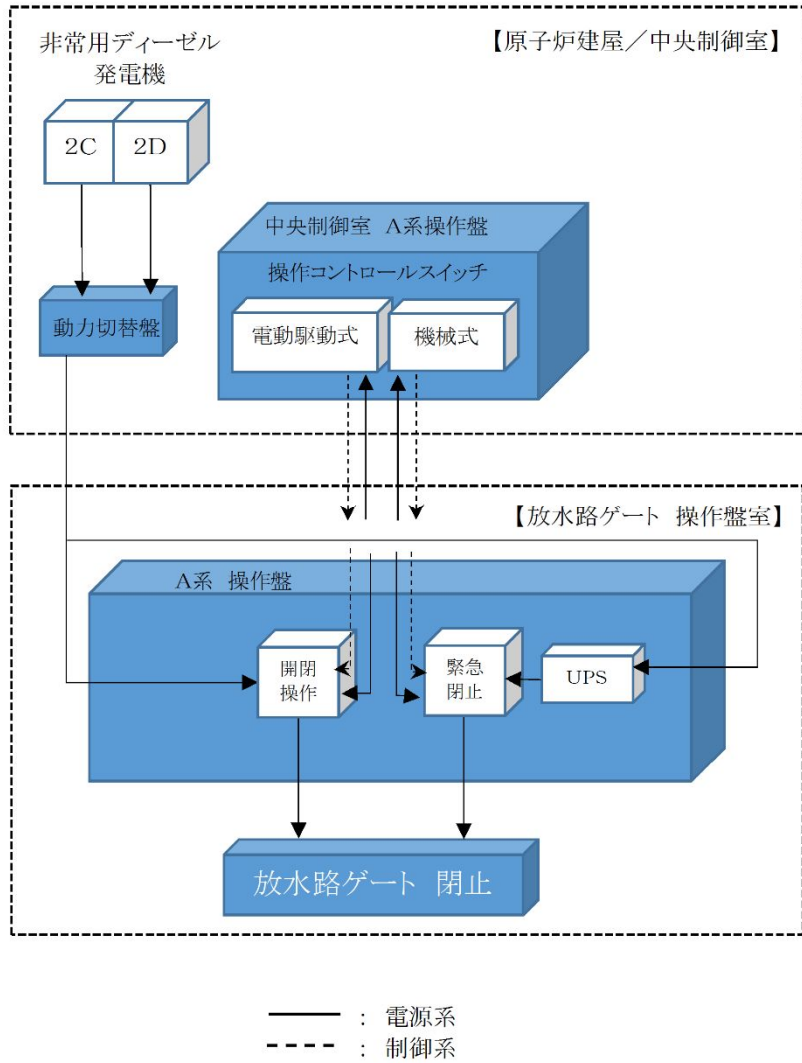 【原子炉建屋／中央制御室】
非常用ディーゼル
発電機
2C
2D
中央制御室 A系操作盤
操作コントロールスイッチ
動力切替盤
電動駆動式
機械式
【放水路ゲート 操作盤室】
A系 操作盤
開閉
操作
緊急
閉止
UPS
放水路ゲート 閉止
： 電源系
： 制御系